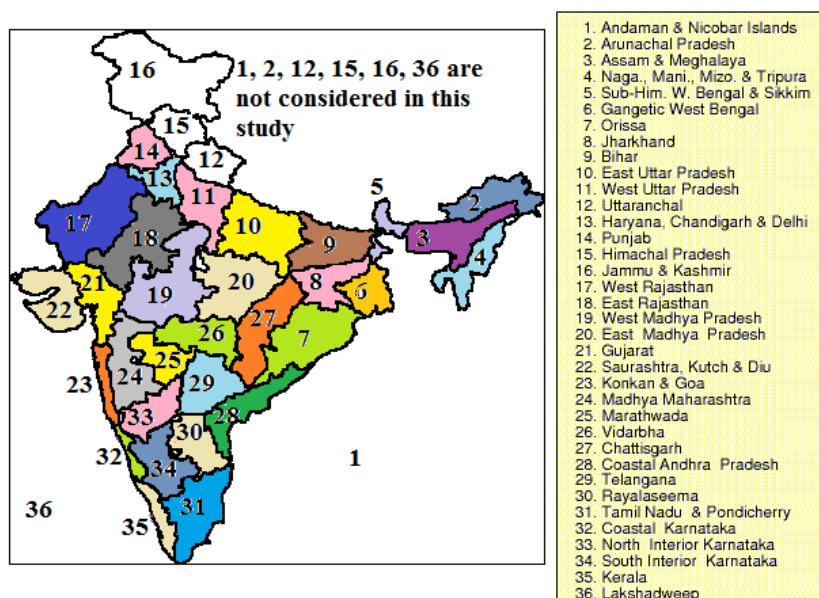 16
1, 2, 12, 15, 16, 36 are
not considered in this
study
15
14
12
13
11
5
2
17
10
3
18
9
4
21
20
8
6
22
19
27
26
7
25
23
24
29
33
28
30
32
34
1
31
36
35
1. Andaman & Nicobar Islands
2. Arunachal Pradesh
3. Assam & Meghalaya
4. Naga., Mani., Mizo. & Tripura
5. Sub-Him. W. Bengal & Sikkim
6. Gangetic West Bengal
7. Orissa
8. Jharkhand
9. Bihar
10. East Uttar Pradesh
11. West Uttar Pradesh
12. Uttaranchal
13. Haryana, Chandigarh & Delhi
14. Punjab
15. Himachal Pradesh
16. Jammu & Kashmir
17. West Rajasthan
18. East Rajasthan
19. West Madhya Pradesh
20. East Madhya Pradesh
21. Gujarat
22. Saurashtra, Kutch & Diu
23. Konkan & Goa
24. Madhya Maharashtra
25. Marathwada
26. Vidarbha
27. Chattisgarh
28. Coastal Andhra Pradesh
29. Telangana
30. Rayalaseema
31. Tamil Nadu & Pondicherry
32. Coastal Karnataka
33. North Interior Karnataka
34. South Interior Karnataka
35. Kerala
36. Lakshadweep